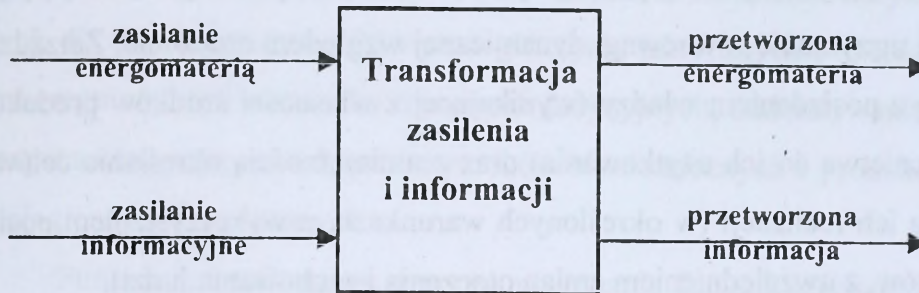 zasilanie
energomaterią
Transformacja
zasilenia
i informacji
przetworzona
energomateria
zasilanie
informacyjne
przetworzona
informacja